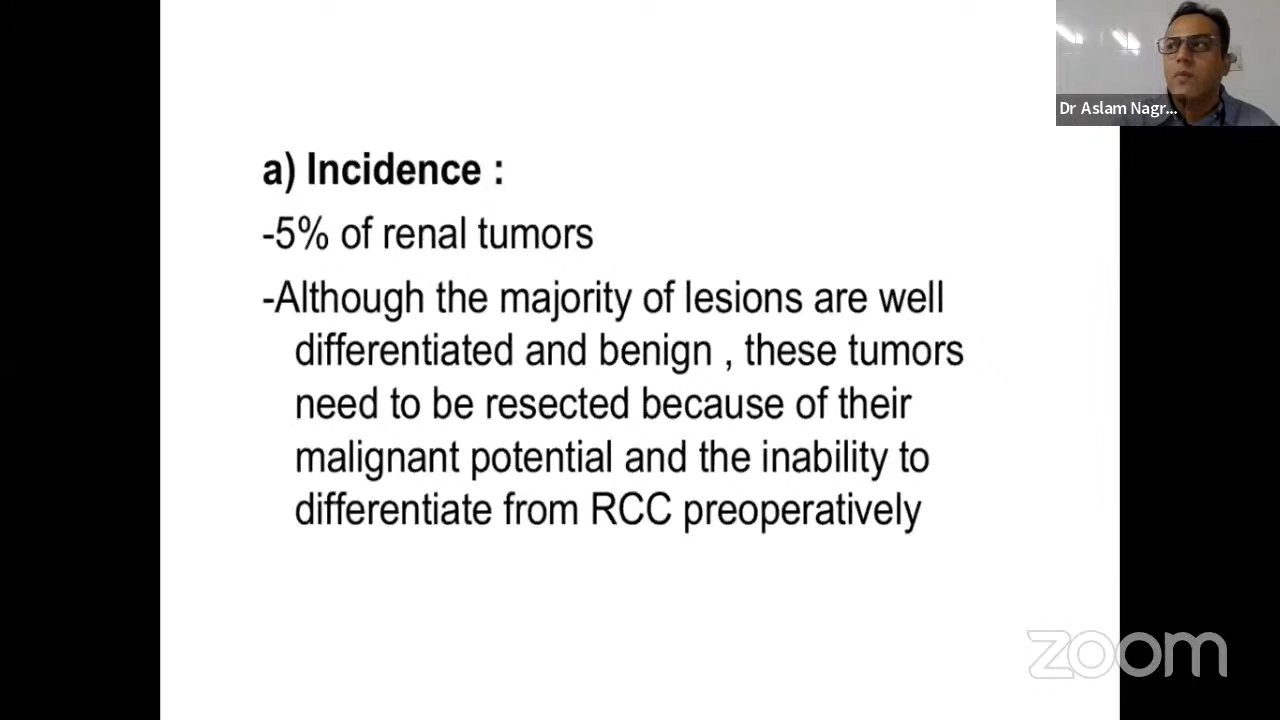 Dr Aslam Nagr...
a) Incidence :
-5% of renal tumors
-Although the majority of lesions are well
differentiated and benign , these tumors
need to be resected because of their
malignant potential and the inability to
differentiate from RCC preoperatively
zoom